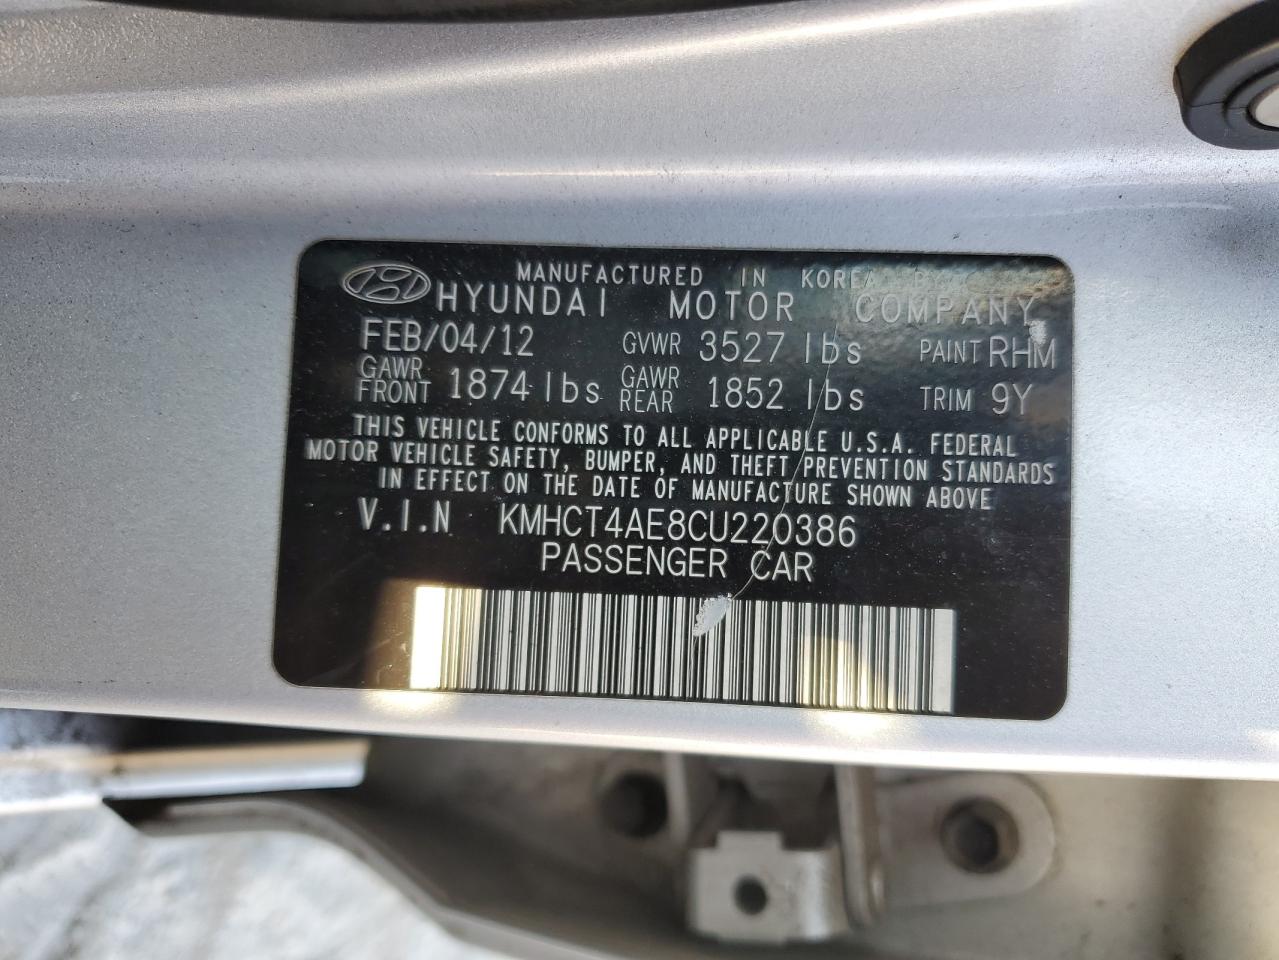 MANUFACTURED IN KOREA BY
HYUNDAI MOTOR COMPANY
FEB/04/12 GVWR 3527 lbs PAINT RHM
GAWR FRONT 1874 lbs GAWR REAR 1852 lbs TRIM 9Y
THIS VEHICLE CONFORMS TO ALL APPLICABLE U.S.A. FEDERAL
MOTOR VEHICLE SAFETY, BUMPER, AND THEFT PREVENTION STANDARDS
IN EFFECT ON THE DATE OF MANUFACTURE SHOWN ABOVE
V.I.N KMHCT4AE8CU220386
PASSENGER CAR